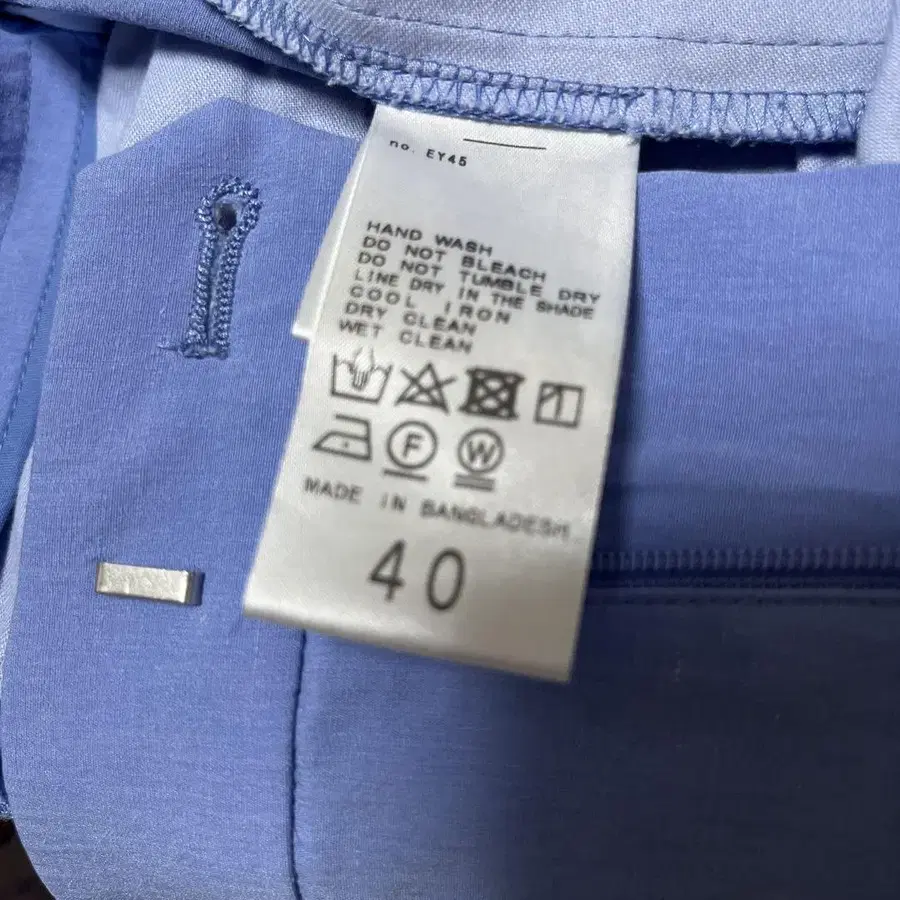 no. EY45
HAND WASH
DO NOT BLEACH
DO NOT TUMBLE DRY
LINE DRY IN THE SHADE
COOL IRON
DRY CLEAN
WET CLEAN
F W
MADE IN BANGLADESH
40